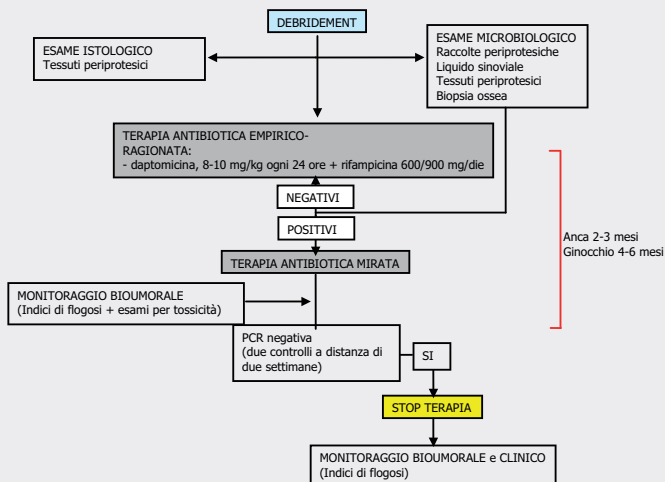 DEBRIDEMENT
ESAME ISTOLOGICO
Tessuti periprotesici
ESAME MICROBIOLOGICO
Raccolte periprotesiche
Liquido sinoviale
Tessuti periprotesici
Biopsia ossea
TERAPIA ANTIBIOTICA EMPIRICO-
RAGIONATA:
- daptomicina, 8-10 mg/kg ogni 24 ore + rifampicina 600/900 mg/die
NEGATIVI
POSITIVI
Anca 2-3 mesi
Ginocchio 4-6 mesi
TERAPIA ANTIBIOTICA MIRATA
MONITORAGGIO BIOUMORALE
(Indici di flogosi + esami per tossicità)
PCR negativa
(due controlli a distanza di
due settimane)
SI
STOP TERAPIA
MONITORAGGIO BIOUMORALE e CLINICO
(Indici di flogosi)